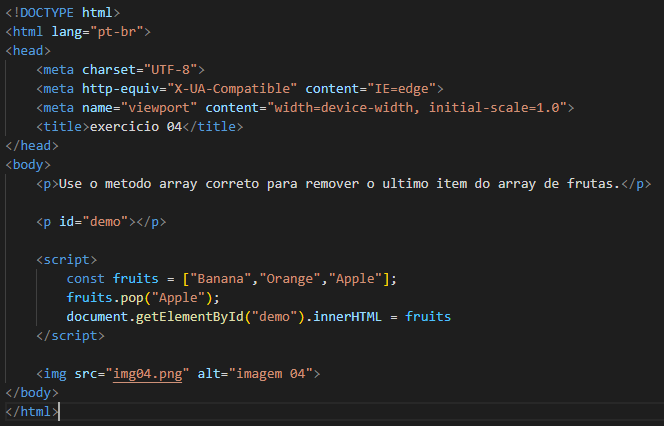 <!DOCTYPE html>
<html lang="pt-br">
<head>
    <meta charset="UTF-8">
    <meta http-equiv="X-UA-Compatible" content="IE=edge">
    <meta name="viewport" content="width=device-width, initial-scale=1.0">
    <title>exercicio 04</title>
</head>
<body>
    <p>Use o metodo array correto para remover o ultimo item do array de frutas.</p>
    <p id="demo"></p>
    <script>
        const fruits = ["Banana","Orange","Apple"];
        fruits.pop("Apple");
        document.getElementById("demo").innerHTML = fruits
    </script>
    <img src="img04.png" alt="imagem 04">
</body>
</html>